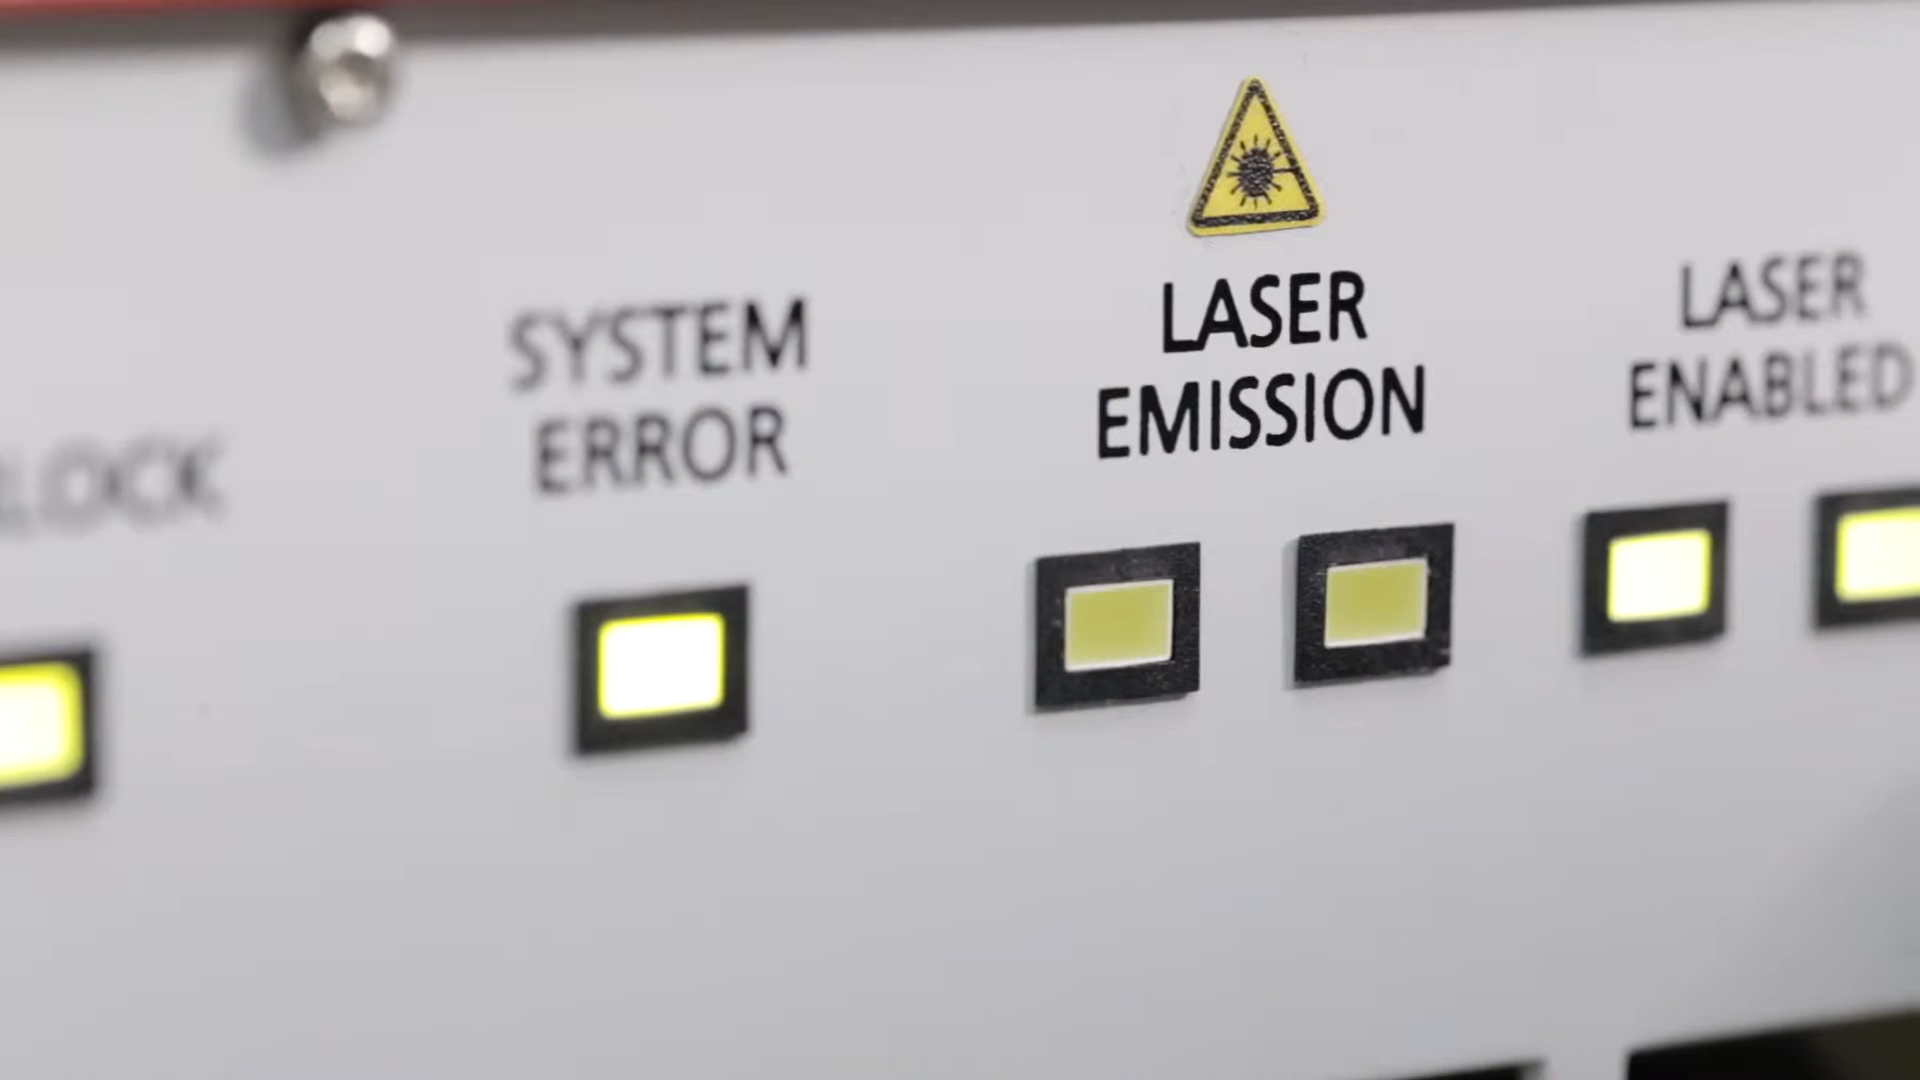 LOCK
SYSTEM
ERROR
LASER
EMISSION
LASER
ENABLED